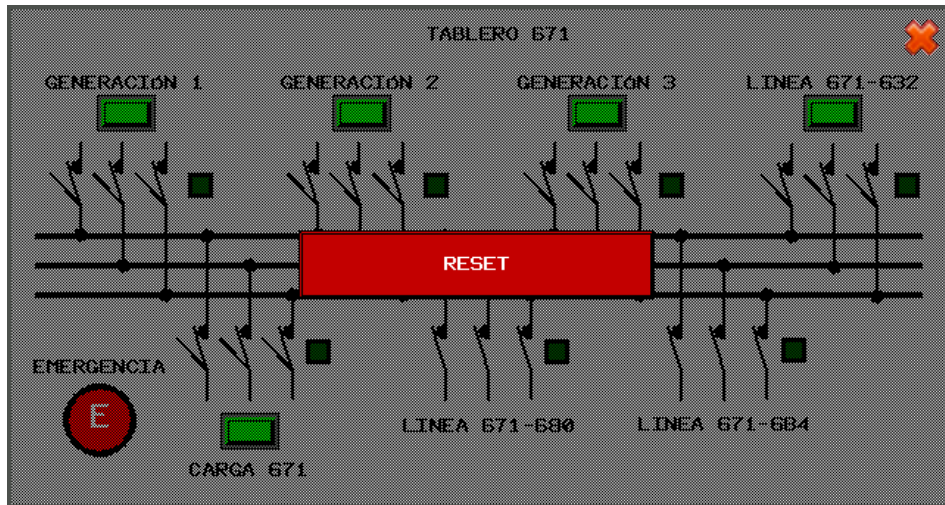 TABLERO 671
GENERACIÓN 1
GENERACIÓN 2
GENERACIÓN 3
LINEA 671-632
RESET
EMERGENCIA
E
LINEA 671-680
LINEA 671-684
CARGA 671